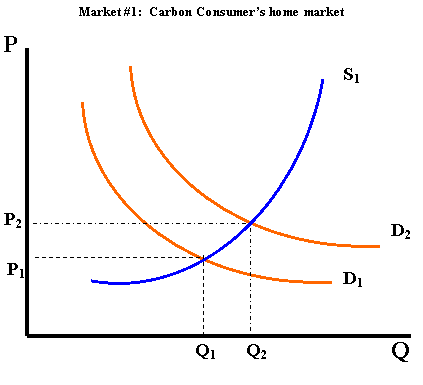 Market #1: Carbon Consumer's home market
P
S1
P2
D2
P1
D1
Q1 Q2 Q